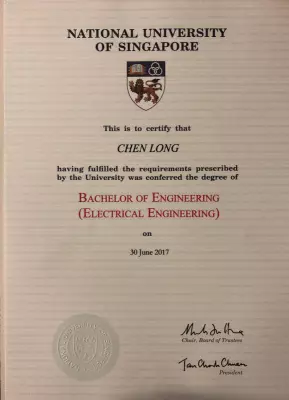 NATIONAL UNIVERSITY
OF SINGAPORE
This is to certify that
CHEN LONG
having fulfilled the requirements prescribed
by the University was conferred the degree of
BACHELOR OF ENGINEERING
(ELECTRICAL ENGINEERING)
on
30 June 2017
Chair, Board of Trustees
President